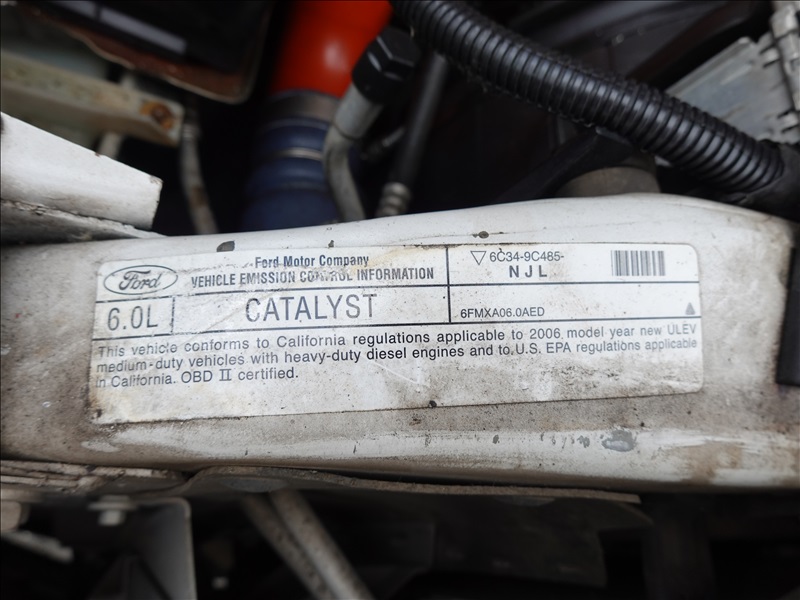 Ford
Ford Motor Company
VEHICLE EMISSION CONTROL INFORMATION
6C34-9C485-
NJL
6.0L
CATALYST
6FMXA06.0AED
This vehicle conforms to California regulations applicable to 2006 model year new ULEV
medium-duty vehicles with heavy-duty diesel engines and to U.S. EPA regulations applicable
in California. OBD II certified.